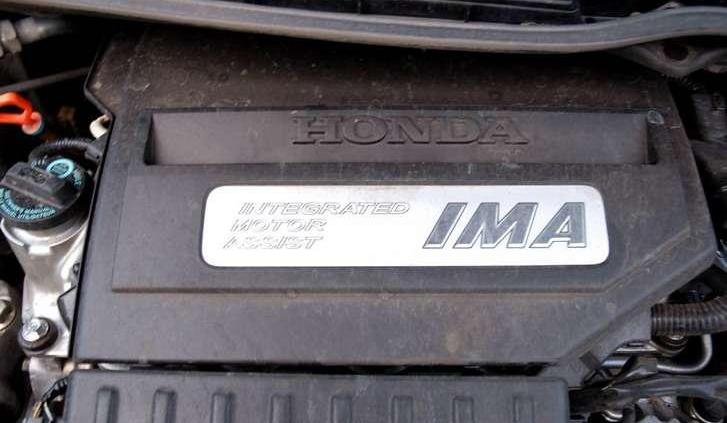 HONDA
INTEGRATED
MOTOR
ASSIST
IMA